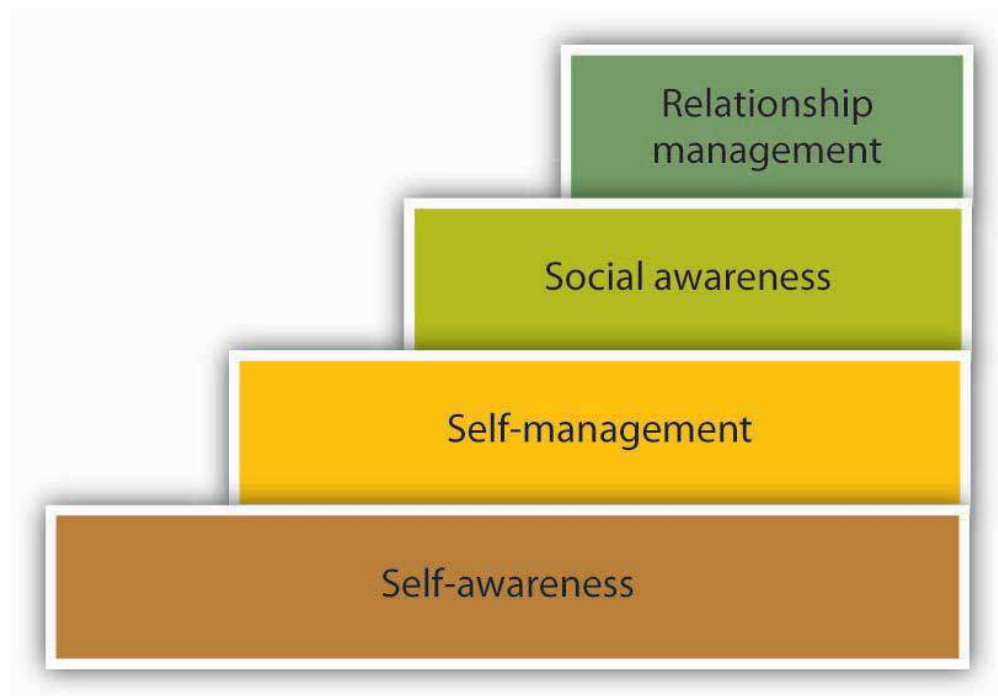 Relationship
management
Social awareness
Self-management
Self-awareness